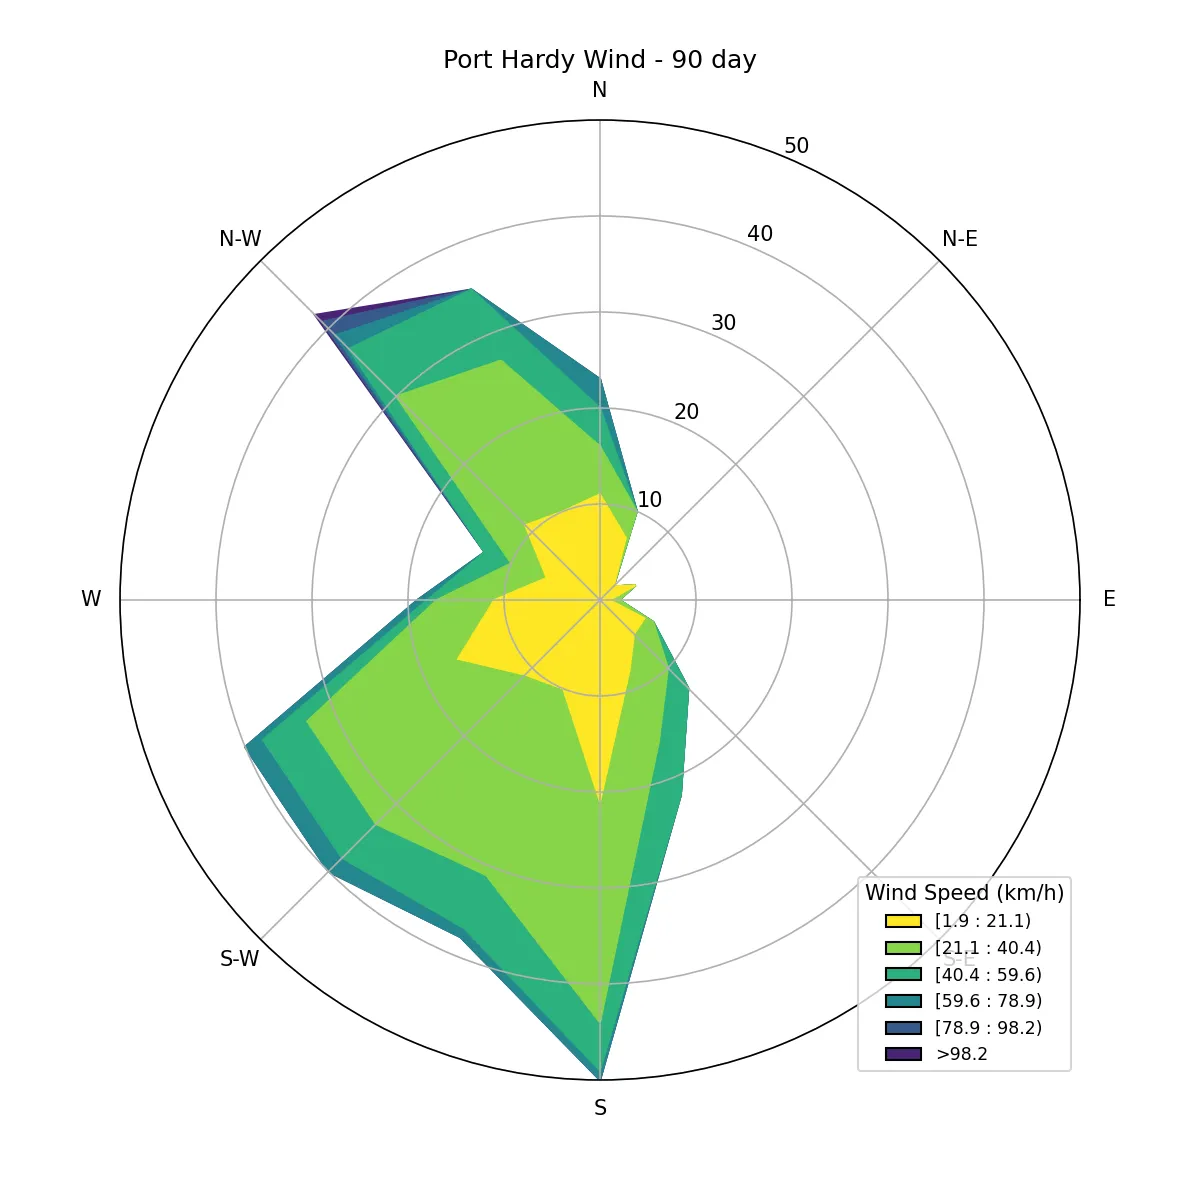 Port Hardy Wind - 90 day
N
50
N-W
40
N-E
30
20
10
W
E
Wind Speed (km/h)
[1.9 : 21.1)
[21.1 : 40.4)
S-W
S-E
[40.4 : 59.6)
[59.6 : 78.9)
[78.9 : 98.2)
>98.2
S